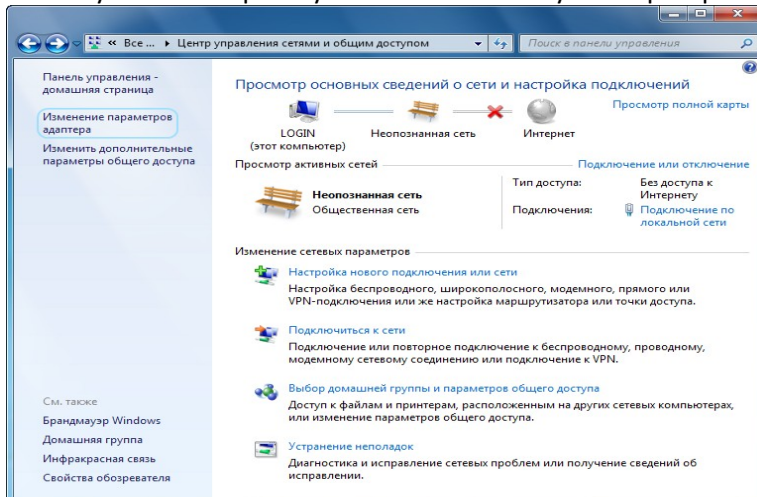 « Все ... ▸ Центр управления сетями и общим доступом
Поиск в панели управления
Панель управления -
домашняя страница
Изменение параметров
адаптера
Изменить дополнительные
параметры общего доступа
См. также
Брандмауэр Windows
Домашняя группа
Инфракрасная связь
Свойства обозревателя
Просмотр основных сведений о сети и настройка подключений
Просмотр полной карты
LOGIN
(этот компьютер)
Неопознанная сеть
Интернет
Просмотр активных сетей
Подключение или отключение
Неопознанная сеть
Общественная сеть
Тип доступа:
Без доступа к
Интернету
Подключения:
Подключение по
локальной сети
Изменение сетевых параметров
Настройка нового подключения или сети
Настройка беспроводного, широкополосного, модемного, прямого или
VPN-подключения или же настройка маршрутизатора или точки доступа.
Подключиться к сети
Подключение или повторное подключение к беспроводному, проводному,
модемному сетевому соединению или подключение к VPN.
Выбор домашней группы и параметров общего доступа
Доступ к файлам и принтерам, расположенным на других сетевых компьютерах,
или изменение параметров общего доступа.
Устранение неполадок
Диагностика и исправление сетевых проблем или получение сведений об
исправлении.